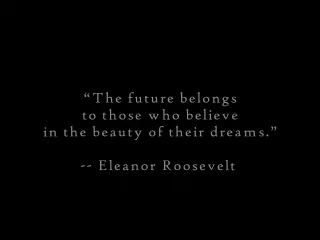 “The future belongs
to those who believe
in the beauty of their dreams.”
-- Eleanor Roosevelt